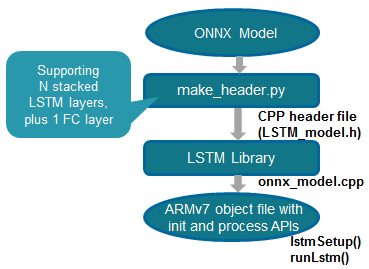 ONNX Model
Supporting
N stacked
LSTM layers,
plus 1 FC layer
make_header.py
CPP header file
(LSTM_model.h)
LSTM Library
onnx_model.cpp
ARMv7 object file with
init and process APIs
lstmSetup()
runLstm()